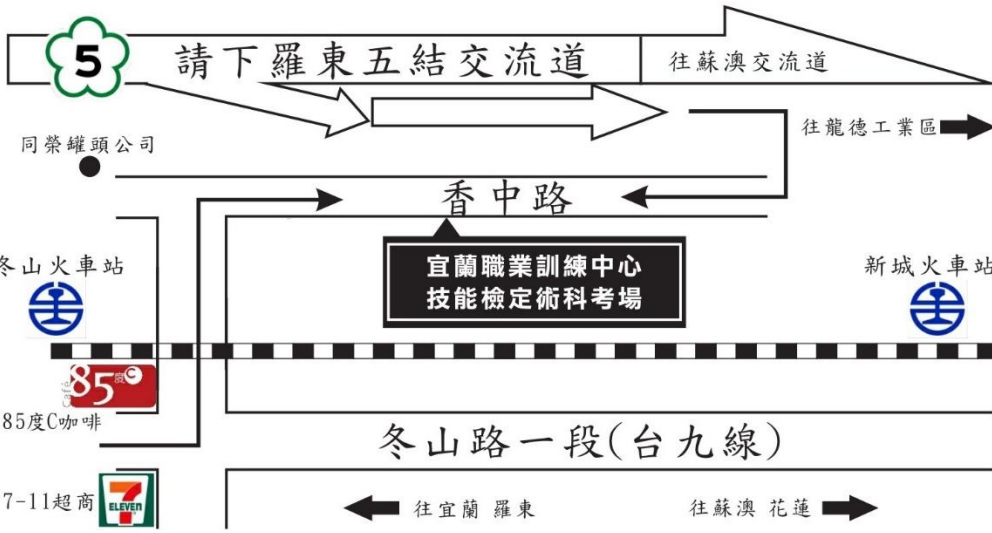 5
請下羅東五結交流道
往蘇澳交流道
往龍德工業區
同榮罐頭公司
香中路
宜蘭職業訓練中心
技能檢定術科考場
冬山火車站
新城火車站
Café
85度C
85度C咖啡
冬山路一段(台九線)
7-11超商
7
ELEVEn
往宜蘭 羅東
往蘇澳 花蓮